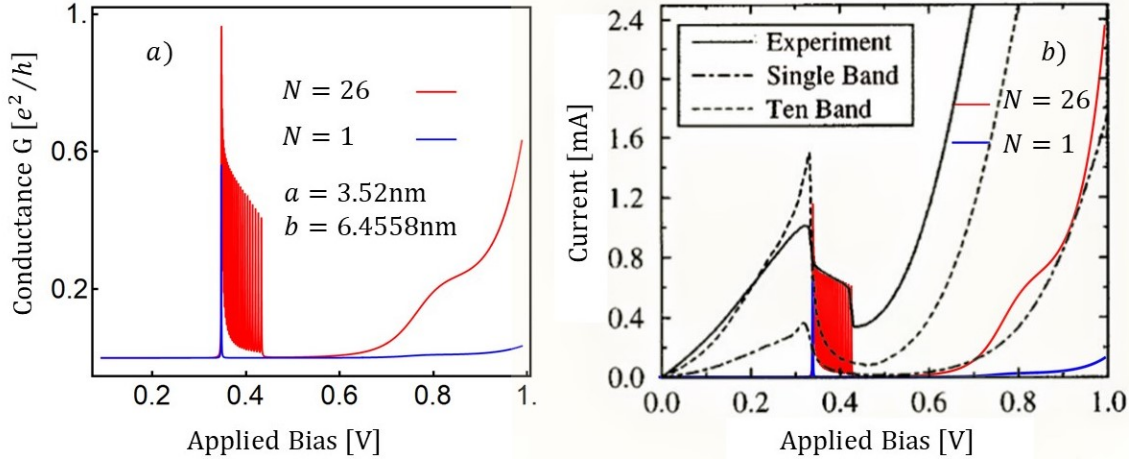 1.
0.6
0.2
0.2
0.4
0.6
0.8
1.
Conductance G [e²/h]
Applied Bias [V]
a)
N = 26
N = 1
a = 3.52nm
b = 6.4558nm
2.4
2.0
1.6
1.2
0.8
0.4
0.0
0.0
0.2
0.4
0.6
0.8
1.0
Current [mA]
Applied Bias [V]
Experiment
Single Band
Ten Band
b)
N = 26
N = 1